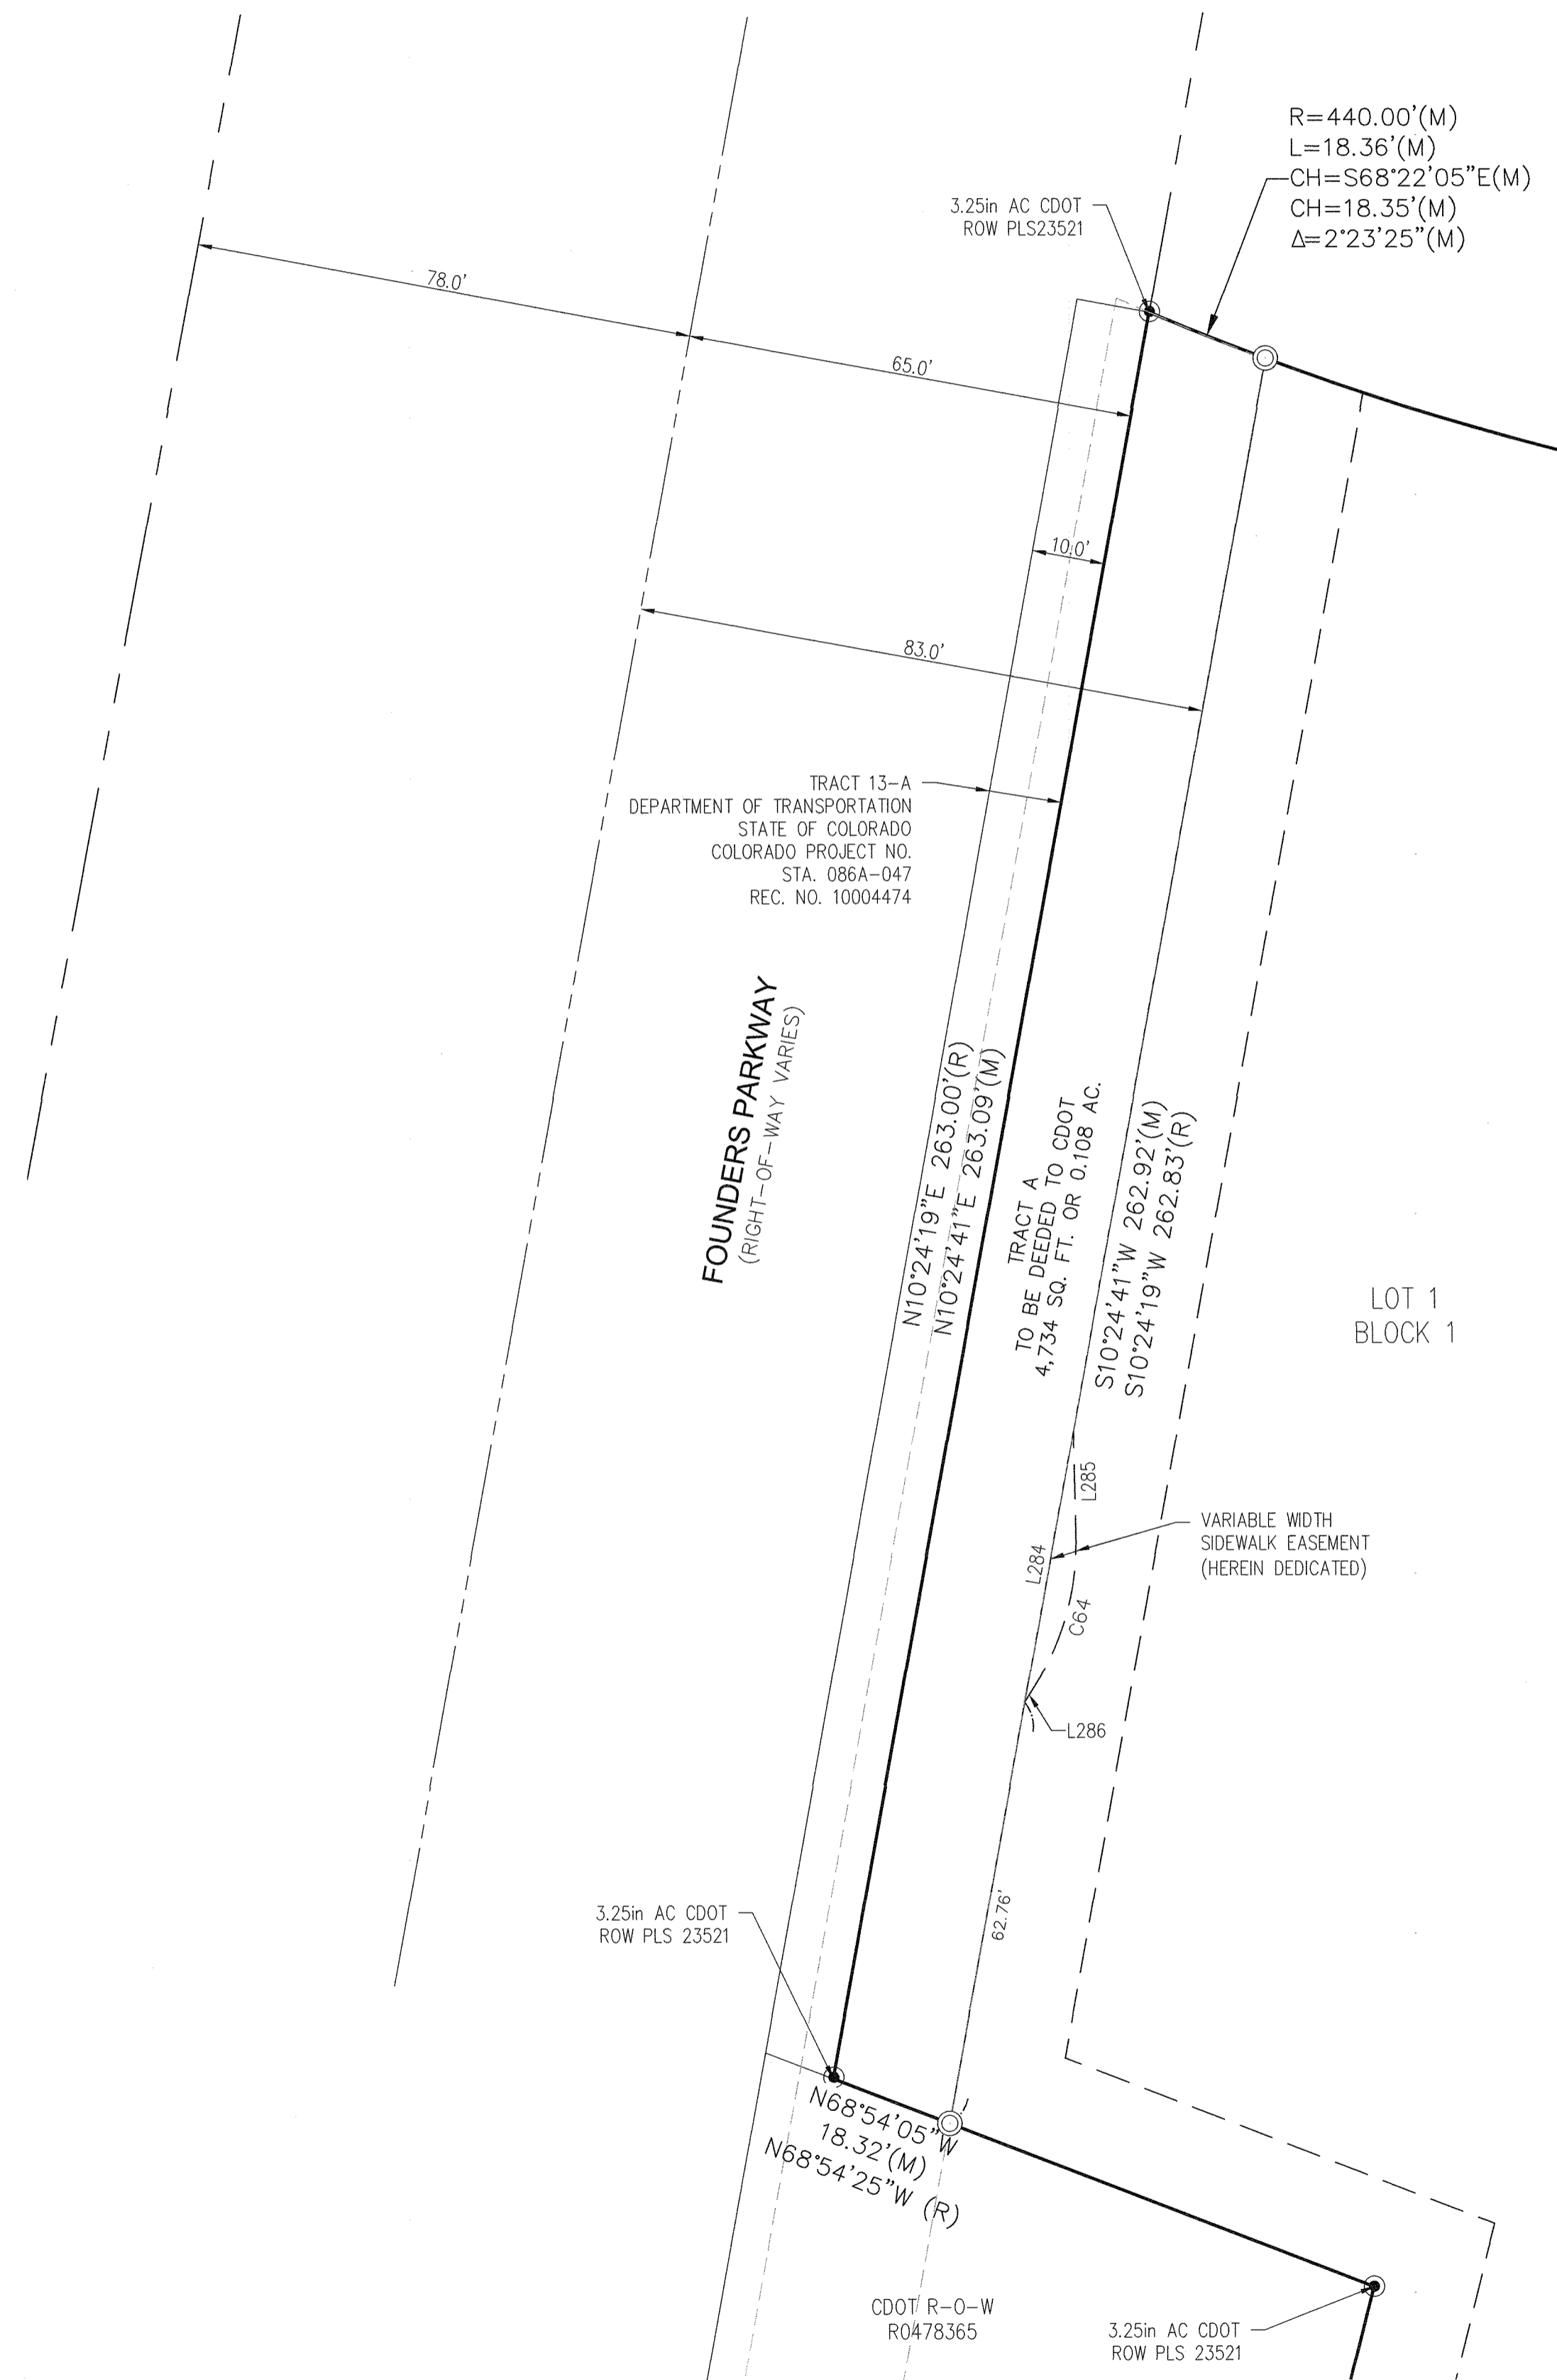 R=440.00'(M)
L=18.36'(M)
CH=S68°22'05"E(M)
CH=18.35'(M)
Δ=2°23'25"(M)
3.25in AC CDOT
ROW PLS23521
78.0'
65.0'
10.0'
83.0'
TRACT 13-A
DEPARTMENT OF TRANSPORTATION
STATE OF COLORADO
COLORADO PROJECT NO.
STA. 086A-047
REC. NO. 10004474
FOUNDERS PARKWAY
(RIGHT-OF-WAY VARIES)
N10°24'19"E 263.00'(R)
N10°24'41"E 263.09'(M)
TRACT A
TO BE DEEDED TO CDOT
4,734 SQ. FT. OR 0.108 AC.
S10°24'41"W 262.92'(M)
S10°24'19"W 262.83'(R)
LOT 1
BLOCK 1
L285
L284
VARIABLE WIDTH
SIDEWALK EASEMENT
(HEREIN DEDICATED)
C64
L286
62.76'
3.25in AC CDOT
ROW PLS 23521
N68°54'05"W
18.32'(M)
N68°54'25"W (R)
CDOT R-O-W
R0478365
3.25in AC CDOT
ROW PLS 23521